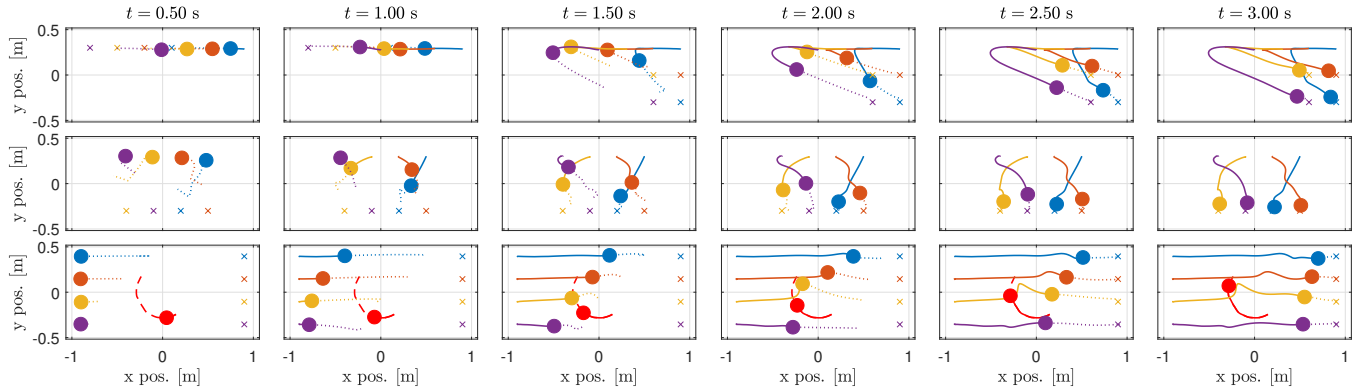 t = 0.50 s t = 1.00 s t = 1.50 s t = 2.00 s t = 2.50 s t = 3.00 s
0.5
0
-0.5
y pos. [m]
0.5
0
-0.5
y pos. [m]
0.5
0
-0.5
y pos. [m]
-1 0 1 -1 0 1 -1 0 1 -1 0 1 -1 0 1 -1 0 1
x pos. [m] x pos. [m] x pos. [m] x pos. [m] x pos. [m] x pos. [m]